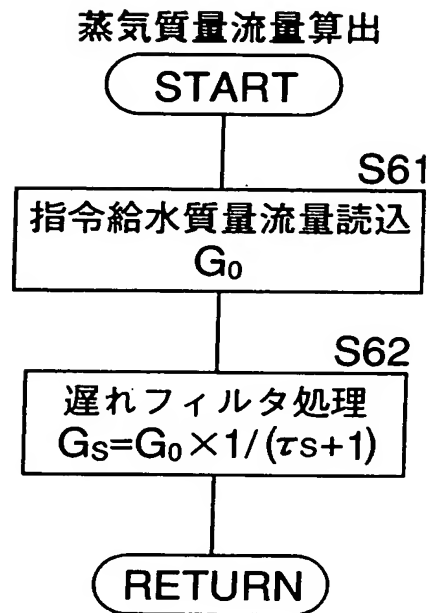 蒸気質量流量算出
START
S61
指令給水質量流量読込
G₀
S62
遅れフィルタ処理
Gs=G₀×1/(τs+1)
RETURN